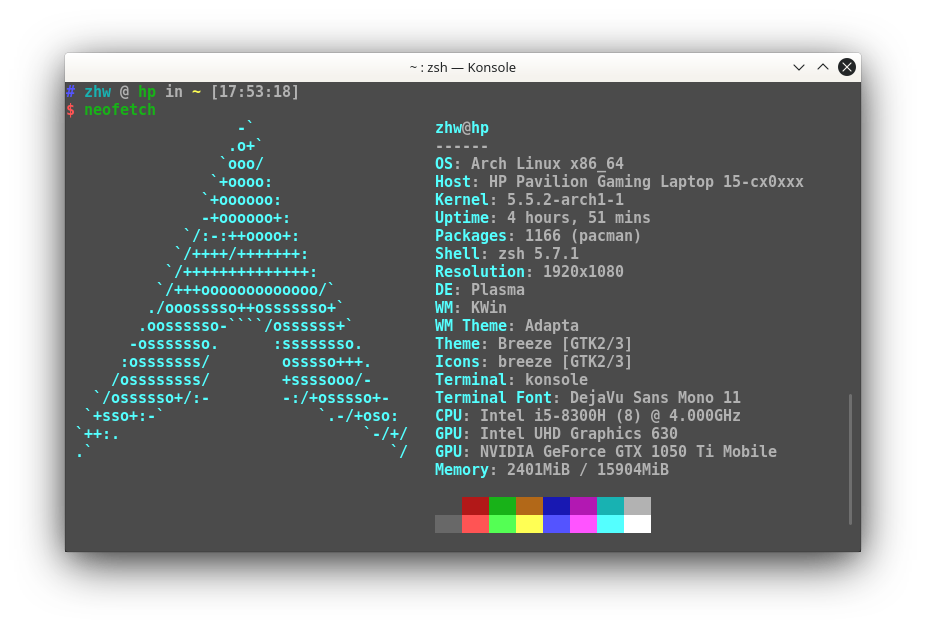 ~ : zsh — Konsole
# zhw @ hp in ~ [17:53:18]
$ neofetch
                  -`
                 .o+`
                `ooo/
               `+oooo:
              `+oooooo:
              -+oooooo+:
            `/:-:++oooo+:
           `/++++/+++++++:
          `/++++++++++++++:
         `/+++ooooooooooooo/`
        ./ooosssso++osssssso+`
       .oossssso-````/ossssss+`
      -osssssso.      :ssssssso.
     :osssssss/        osssso+++.
    /ossssssss/        +ssssooo/-
  `/ossssso+/:-        -:/+osssso+-
 `+sso+:-`                 `.-/+oso:
`++:.                           `-/+/
.`                                 `/
zhw@hp
------
OS: Arch Linux x86_64
Host: HP Pavilion Gaming Laptop 15-cx0xxx
Kernel: 5.5.2-arch1-1
Uptime: 4 hours, 51 mins
Packages: 1166 (pacman)
Shell: zsh 5.7.1
Resolution: 1920x1080
DE: Plasma
WM: KWin
WM Theme: Adapta
Theme: Breeze [GTK2/3]
Icons: breeze [GTK2/3]
Terminal: konsole
Terminal Font: DejaVu Sans Mono 11
CPU: Intel i5-8300H (8) @ 4.000GHz
GPU: Intel UHD Graphics 630
GPU: NVIDIA GeForce GTX 1050 Ti Mobile
Memory: 2401MiB / 15904MiB